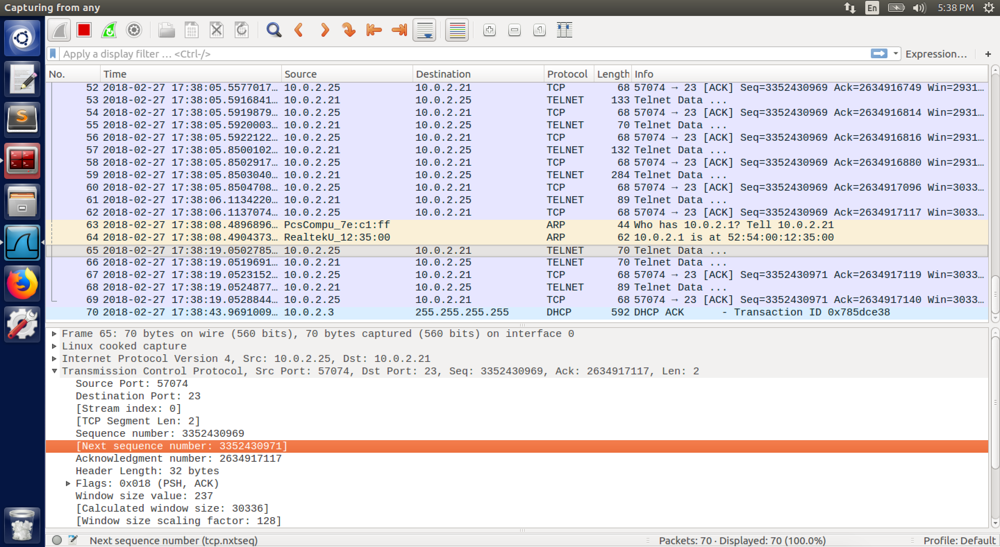 Capturing from any
En
5:38 PM
Apply a display filter … <Ctrl-/>
Expression…
+
No. Time Source Destination Protocol Length Info
52 2018-02-27 17:38:05.5577017… 10.0.2.25 10.0.2.21 TCP 68 57074 → 23 [ACK] Seq=3352430969 Ack=2634916749 Win=2931…
53 2018-02-27 17:38:05.5916841… 10.0.2.21 10.0.2.25 TELNET 133 Telnet Data ...
54 2018-02-27 17:38:05.5919879… 10.0.2.25 10.0.2.21 TCP 68 57074 → 23 [ACK] Seq=3352430969 Ack=2634916814 Win=2931…
55 2018-02-27 17:38:05.5920003… 10.0.2.21 10.0.2.25 TELNET 70 Telnet Data ...
56 2018-02-27 17:38:05.5922122… 10.0.2.25 10.0.2.21 TCP 68 57074 → 23 [ACK] Seq=3352430969 Ack=2634916816 Win=2931…
57 2018-02-27 17:38:05.8500102… 10.0.2.21 10.0.2.25 TELNET 132 Telnet Data ...
58 2018-02-27 17:38:05.8502917… 10.0.2.25 10.0.2.21 TCP 68 57074 → 23 [ACK] Seq=3352430969 Ack=2634916880 Win=2931…
59 2018-02-27 17:38:05.8503040… 10.0.2.21 10.0.2.25 TELNET 284 Telnet Data ...
60 2018-02-27 17:38:05.8504708… 10.0.2.25 10.0.2.21 TCP 68 57074 → 23 [ACK] Seq=3352430969 Ack=2634917096 Win=3033…
61 2018-02-27 17:38:06.1134220… 10.0.2.21 10.0.2.25 TELNET 89 Telnet Data ...
62 2018-02-27 17:38:06.1137074… 10.0.2.25 10.0.2.21 TCP 68 57074 → 23 [ACK] Seq=3352430969 Ack=2634917117 Win=3033…
63 2018-02-27 17:38:08.4896896… PcsCompu_7e:c1:ff ARP 44 Who has 10.0.2.1? Tell 10.0.2.21
64 2018-02-27 17:38:08.4904373… RealtekU_12:35:00 ARP 62 10.0.2.1 is at 52:54:00:12:35:00
65 2018-02-27 17:38:19.0502785… 10.0.2.25 10.0.2.21 TELNET 70 Telnet Data ...
66 2018-02-27 17:38:19.0519691… 10.0.2.21 10.0.2.25 TELNET 70 Telnet Data ...
67 2018-02-27 17:38:19.0523152… 10.0.2.25 10.0.2.21 TCP 68 57074 → 23 [ACK] Seq=3352430971 Ack=2634917119 Win=3033…
68 2018-02-27 17:38:19.0524877… 10.0.2.21 10.0.2.25 TELNET 89 Telnet Data ...
69 2018-02-27 17:38:19.0528844… 10.0.2.25 10.0.2.21 TCP 68 57074 → 23 [ACK] Seq=3352430971 Ack=2634917140 Win=3033…
70 2018-02-27 17:38:43.9691009… 10.0.2.3 255.255.255.255 DHCP 592 DHCP ACK - Transaction ID 0x785dce38
Frame 65: 70 bytes on wire (560 bits), 70 bytes captured (560 bits) on interface 0
Linux cooked capture
Internet Protocol Version 4, Src: 10.0.2.25, Dst: 10.0.2.21
Transmission Control Protocol, Src Port: 57074, Dst Port: 23, Seq: 3352430969, Ack: 2634917117, Len: 2
Source Port: 57074
Destination Port: 23
[Stream index: 0]
[TCP Segment Len: 2]
Sequence number: 3352430969
[Next sequence number: 3352430971]
Acknowledgment number: 2634917117
Header Length: 32 bytes
Flags: 0x018 (PSH, ACK)
Window size value: 237
[Calculated window size: 30336]
[Window size scaling factor: 128]
Next sequence number (tcp.nxtseq)
Packets: 70 · Displayed: 70 (100.0%)
Profile: Default